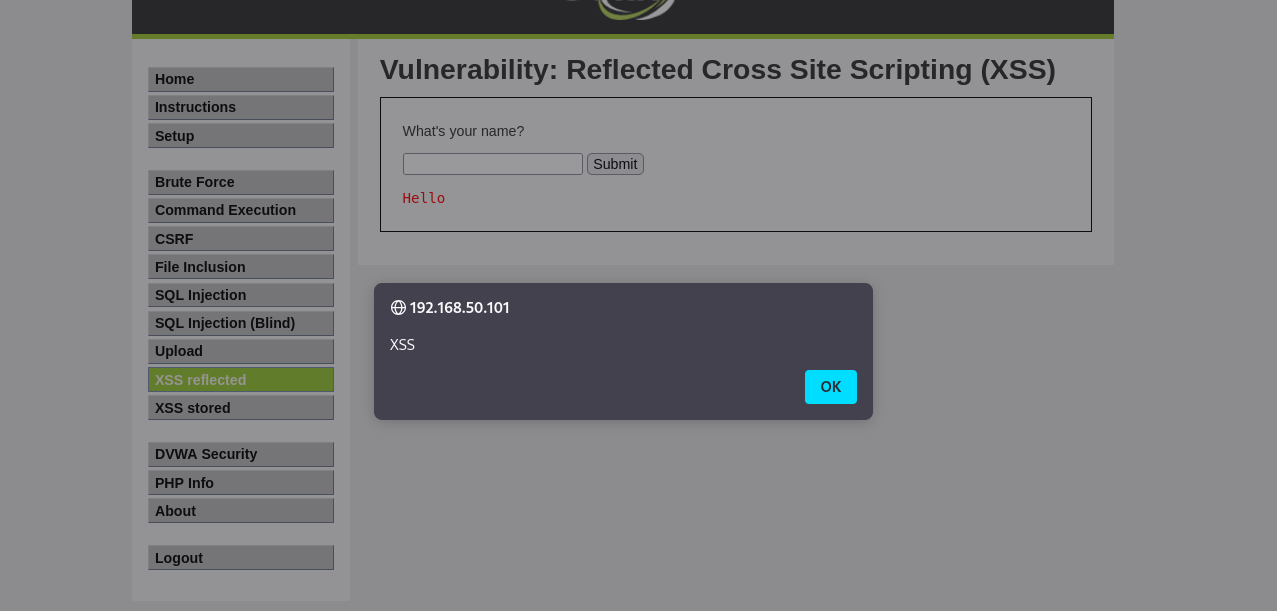 Home
Instructions
Setup
Brute Force
Command Execution
CSRF
File Inclusion
SQL Injection
SQL Injection (Blind)
Upload
XSS reflected
XSS stored
DVWA Security
PHP Info
About
Logout
Vulnerability: Reflected Cross Site Scripting (XSS)
What's your name?
Submit
Hello
192.168.50.101
XSS
OK